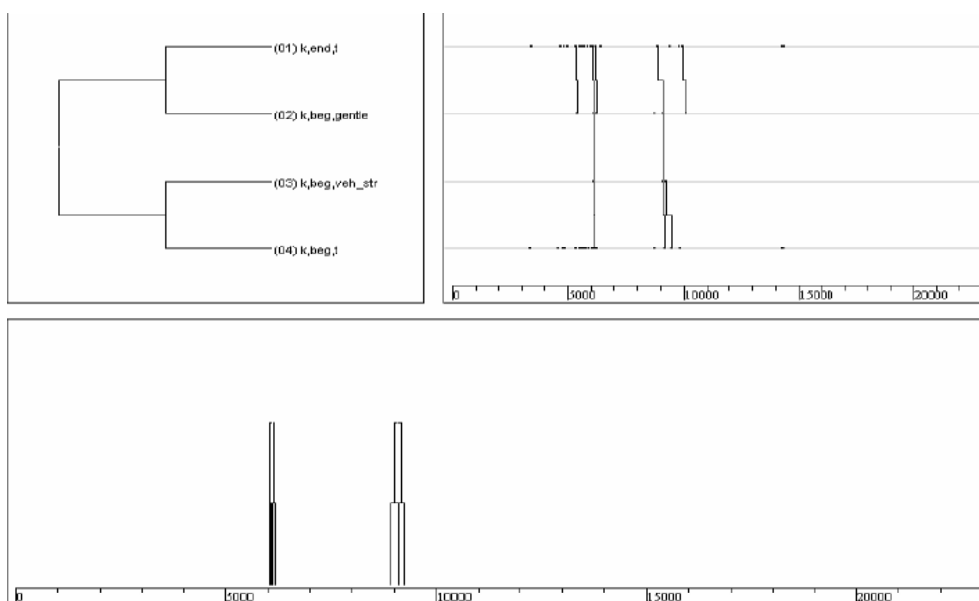 (01) k,end,t
(02) k,beg,gentle
(03) k,beg,veh_str
(04) k,beg,t
0 5000 10000 15000 20000
0 5000 10000 15000 20000